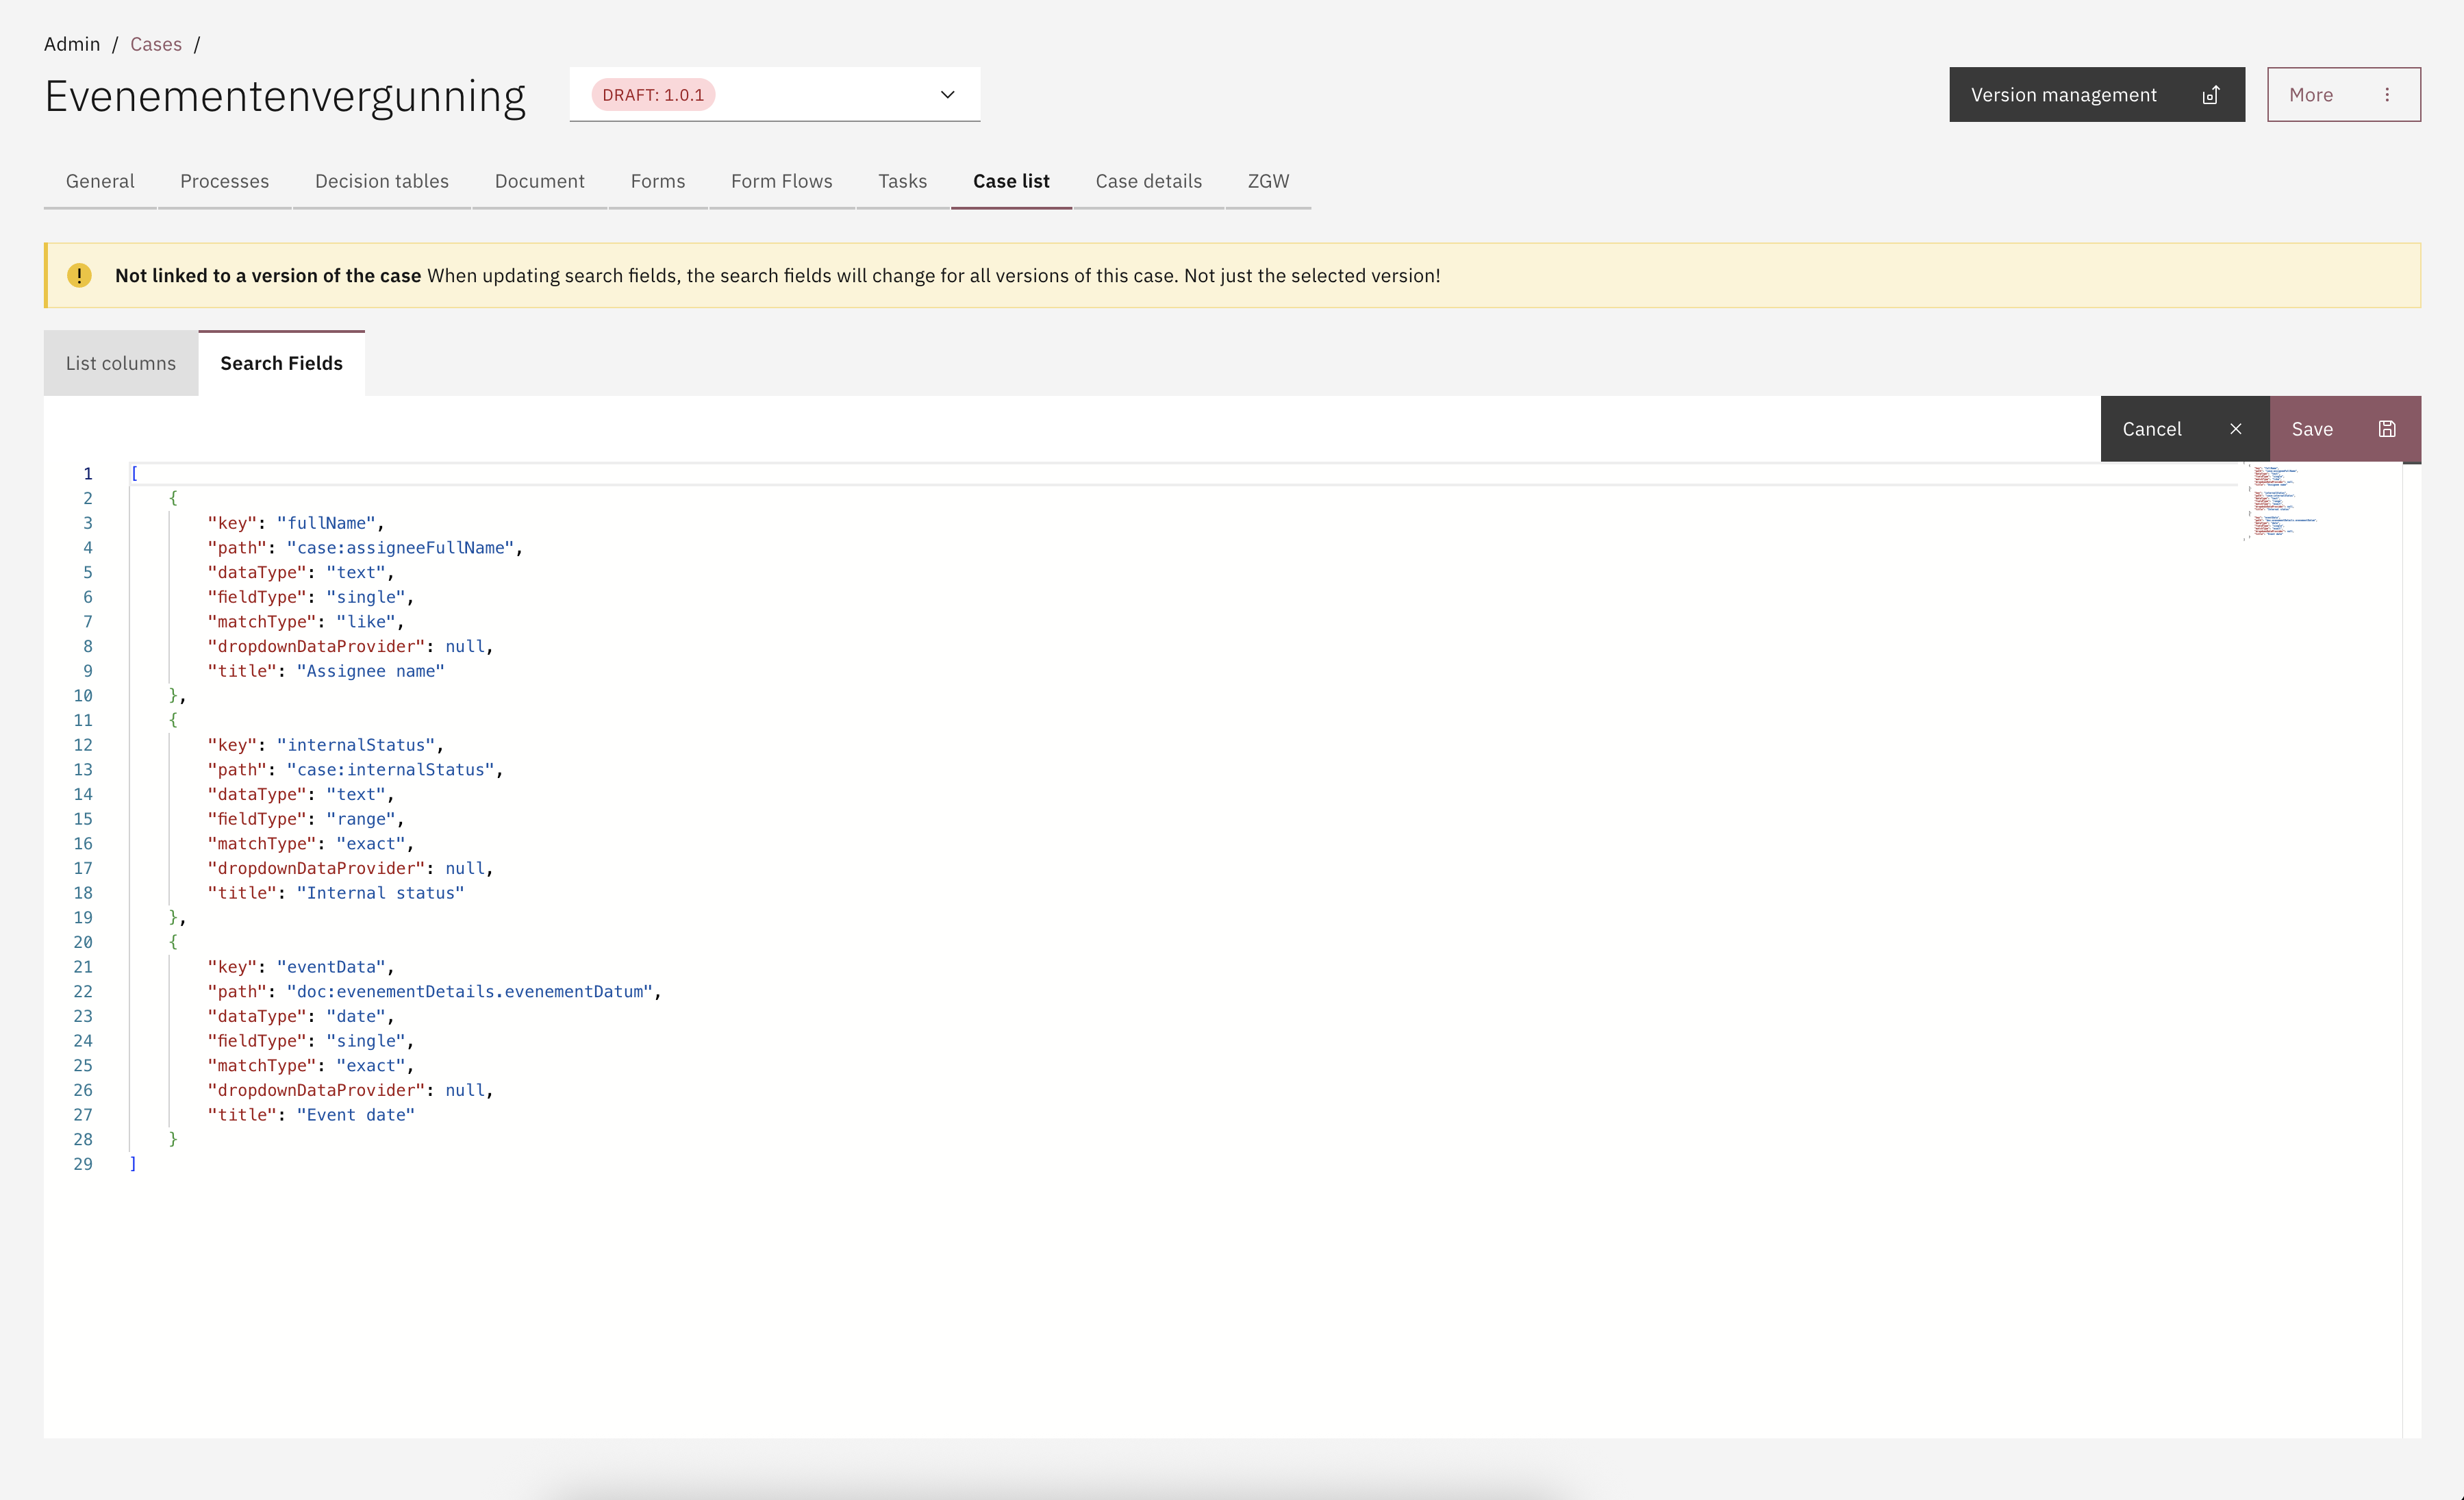 Admin / Cases /
Evenementenvergunning
DRAFT: 1.0.1
Version management
More
General
Processes
Decision tables
Document
Forms
Form Flows
Tasks
Case list
Case details
ZGW
Not linked to a version of the case When updating search fields, the search fields will change for all versions of this case. Not just the selected version!
List columns
Search Fields
Cancel
Save
1 [
2 {
3 "key": "fullName",
4 "path": "case:assigneeFullName",
5 "dataType": "text",
6 "fieldType": "single",
7 "matchType": "like",
8 "dropdownDataProvider": null,
9 "title": "Assignee name"
10 },
11 {
12 "key": "internalStatus",
13 "path": "case:internalStatus",
14 "dataType": "text",
15 "fieldType": "range",
16 "matchType": "exact",
17 "dropdownDataProvider": null,
18 "title": "Internal status"
19 },
20 {
21 "key": "eventData",
22 "path": "doc:evenementDetails.evenementDatum",
23 "dataType": "date",
24 "fieldType": "single",
25 "matchType": "exact",
26 "dropdownDataProvider": null,
27 "title": "Event date"
28 }
29 ]